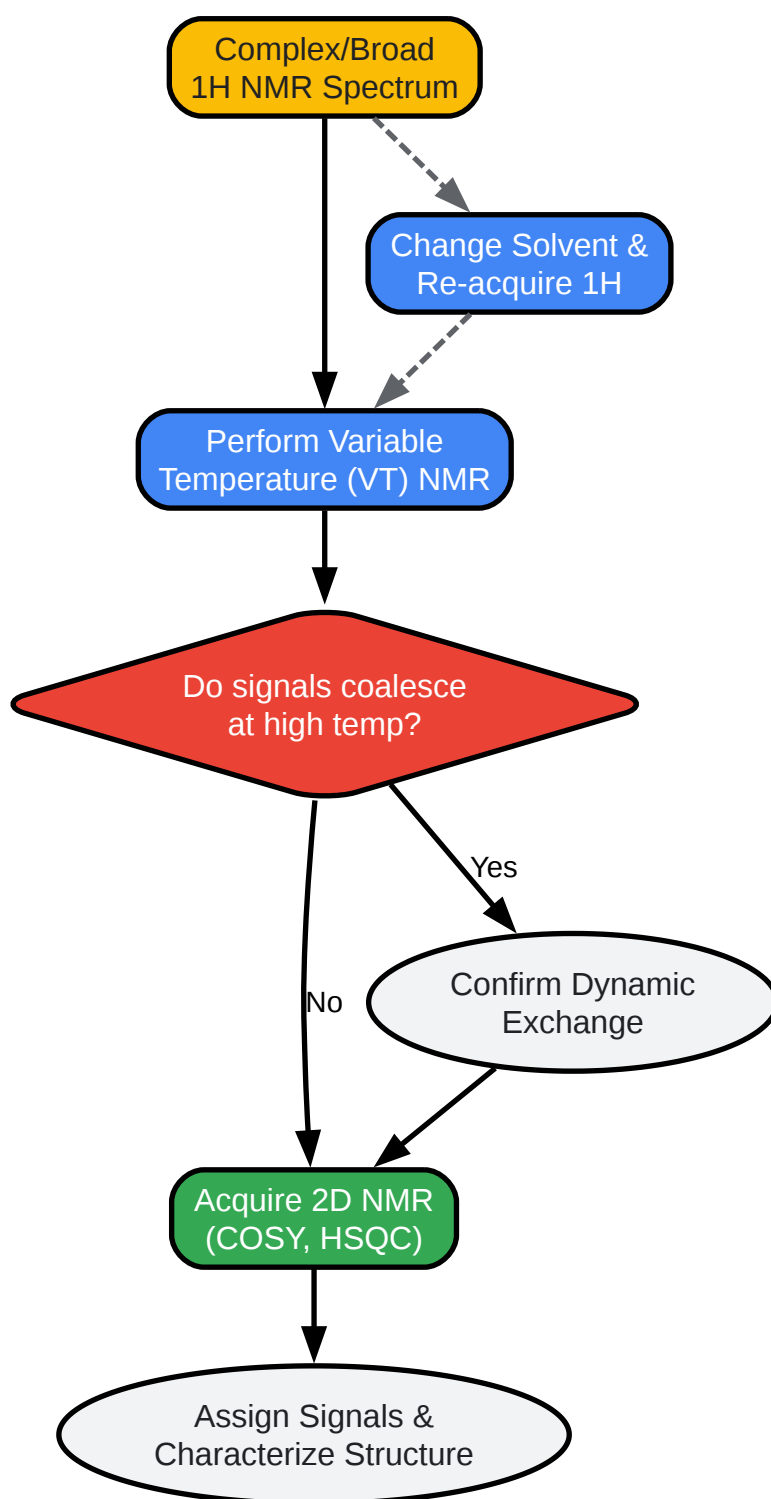 Complex/Broad
1H NMR Spectrum
Change Solvent &
Re-acquire 1H
Perform Variable
Temperature (VT) NMR
Do signals coalesce
at high temp?
Yes
Confirm Dynamic
Exchange
No
Acquire 2D NMR
(COSY, HSQC)
Assign Signals &
Characterize Structure